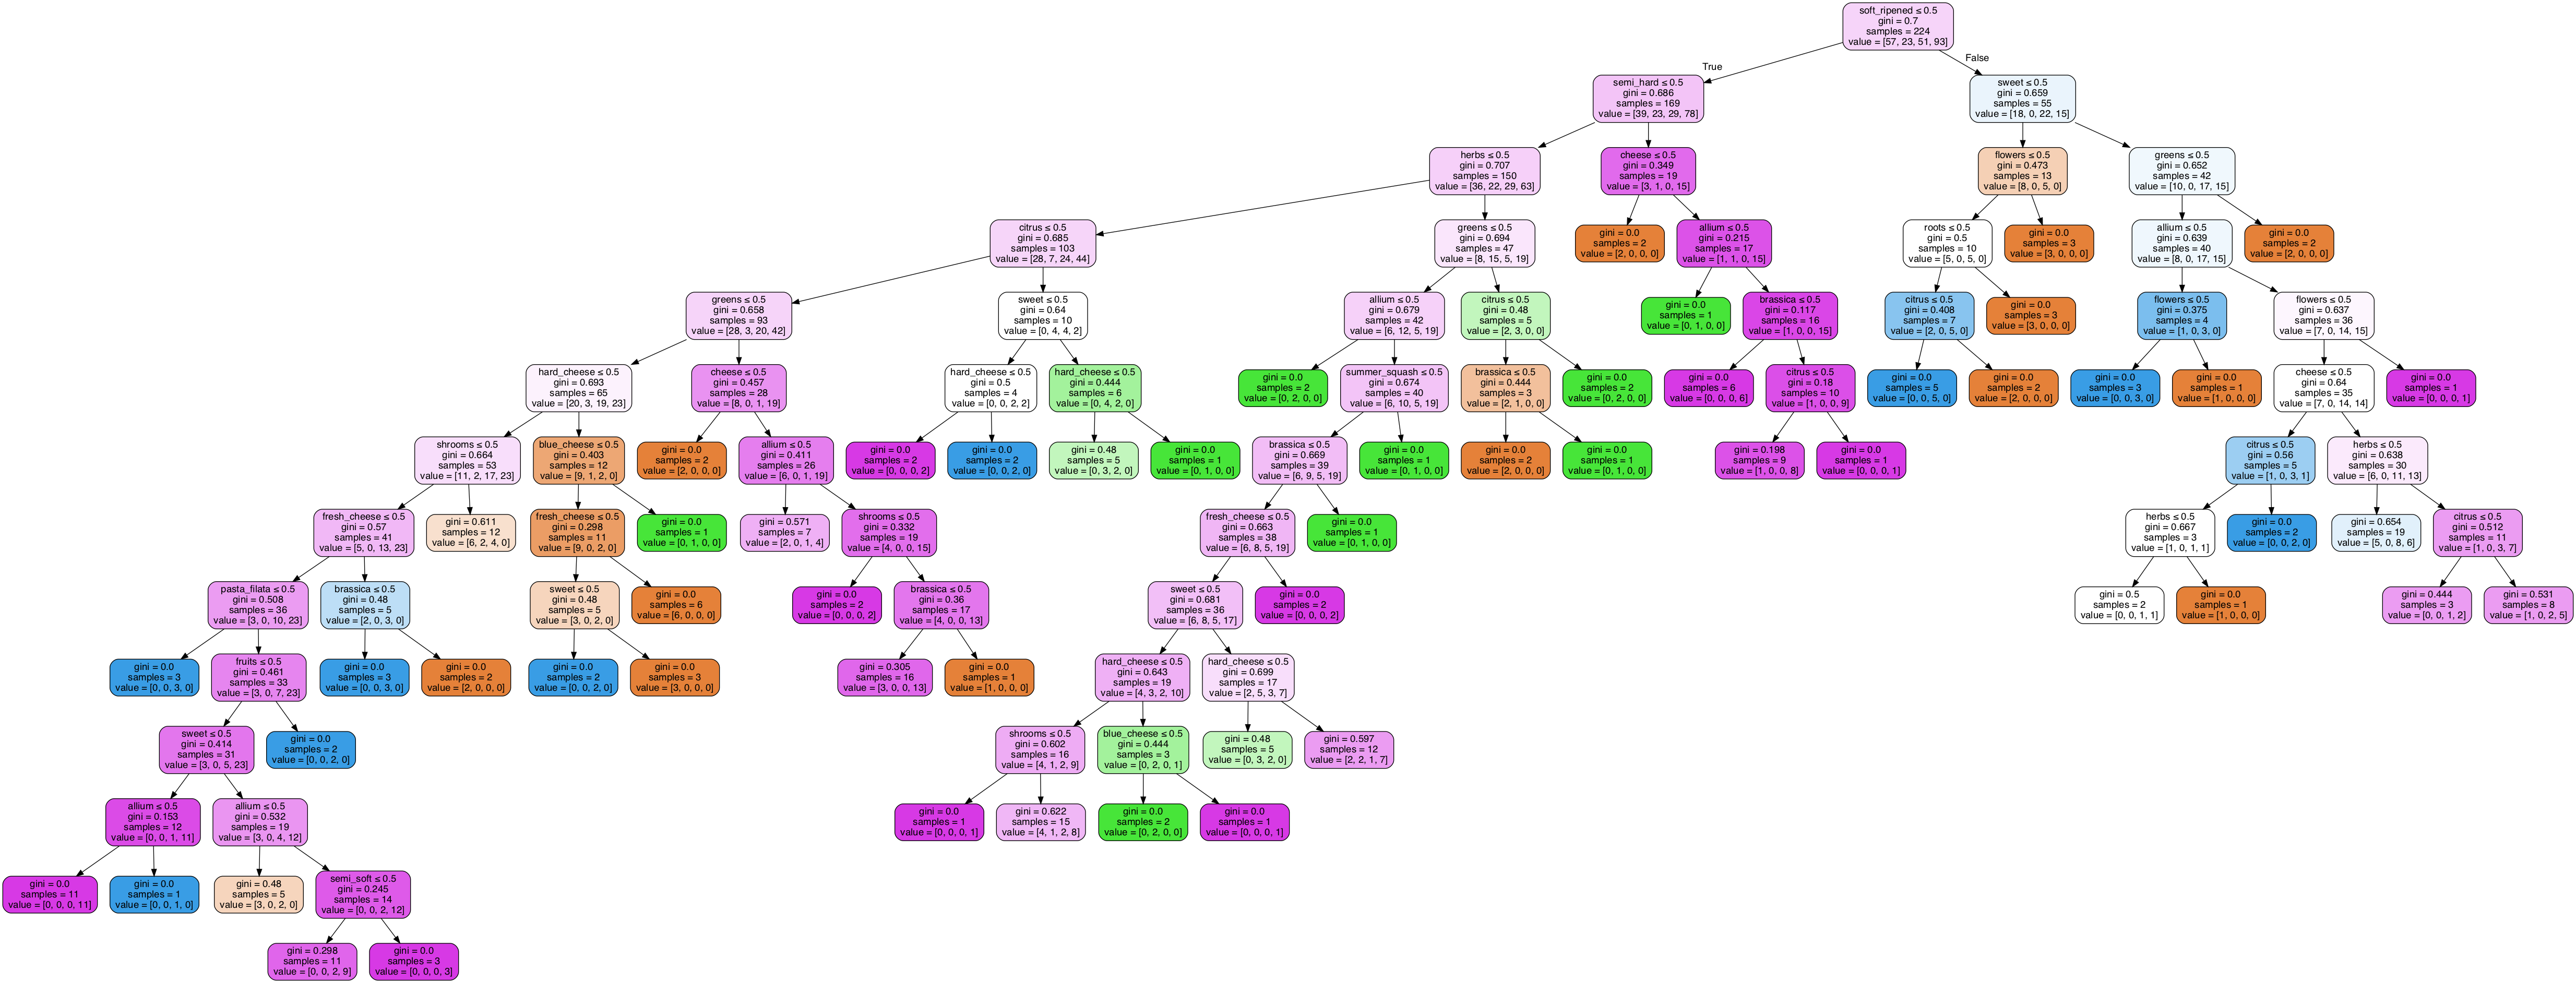 soft_ripened ≤ 0.5
gini = 0.7
samples = 224
value = [57, 23, 51, 93]
True
False
semi_hard ≤ 0.5
gini = 0.686
samples = 169
value = [39, 23, 29, 78]
sweet ≤ 0.5
gini = 0.659
samples = 55
value = [18, 0, 22, 15]
herbs ≤ 0.5
gini = 0.707
samples = 150
value = [36, 22, 29, 63]
cheese ≤ 0.5
gini = 0.349
samples = 19
value = [3, 1, 0, 15]
flowers ≤ 0.5
gini = 0.473
samples = 13
value = [8, 0, 5, 0]
greens ≤ 0.5
gini = 0.652
samples = 42
value = [10, 0, 17, 15]
citrus ≤ 0.5
gini = 0.685
samples = 103
value = [28, 7, 24, 44]
greens ≤ 0.5
gini = 0.694
samples = 47
value = [8, 15, 5, 19]
gini = 0.0
samples = 2
value = [2, 0, 0, 0]
allium ≤ 0.5
gini = 0.215
samples = 17
value = [1, 1, 0, 15]
roots ≤ 0.5
gini = 0.5
samples = 10
value = [5, 0, 5, 0]
gini = 0.0
samples = 3
value = [3, 0, 0, 0]
allium ≤ 0.5
gini = 0.639
samples = 40
value = [8, 0, 17, 15]
gini = 0.0
samples = 2
value = [2, 0, 0, 0]
greens ≤ 0.5
gini = 0.658
samples = 93
value = [28, 3, 20, 42]
sweet ≤ 0.5
gini = 0.64
samples = 10
value = [0, 4, 4, 2]
allium ≤ 0.5
gini = 0.679
samples = 42
value = [6, 12, 5, 19]
citrus ≤ 0.5
gini = 0.48
samples = 5
value = [2, 3, 0, 0]
gini = 0.0
samples = 1
value = [0, 1, 0, 0]
brassica ≤ 0.5
gini = 0.117
samples = 16
value = [1, 0, 0, 15]
citrus ≤ 0.5
gini = 0.408
samples = 7
value = [2, 0, 5, 0]
gini = 0.0
samples = 3
value = [3, 0, 0, 0]
flowers ≤ 0.5
gini = 0.375
samples = 4
value = [1, 0, 3, 0]
flowers ≤ 0.5
gini = 0.637
samples = 36
value = [7, 0, 14, 15]
hard_cheese ≤ 0.5
gini = 0.693
samples = 65
value = [20, 3, 19, 23]
cheese ≤ 0.5
gini = 0.457
samples = 28
value = [8, 0, 1, 19]
hard_cheese ≤ 0.5
gini = 0.5
samples = 4
value = [0, 0, 2, 2]
hard_cheese ≤ 0.5
gini = 0.444
samples = 6
value = [0, 4, 2, 0]
gini = 0.0
samples = 2
value = [0, 2, 0, 0]
summer_squash ≤ 0.5
gini = 0.674
samples = 40
value = [6, 10, 5, 19]
brassica ≤ 0.5
gini = 0.444
samples = 3
value = [2, 1, 0, 0]
gini = 0.0
samples = 2
value = [0, 2, 0, 0]
gini = 0.0
samples = 6
value = [0, 0, 0, 6]
citrus ≤ 0.5
gini = 0.18
samples = 10
value = [1, 0, 0, 9]
gini = 0.0
samples = 5
value = [0, 0, 5, 0]
gini = 0.0
samples = 2
value = [2, 0, 0, 0]
gini = 0.0
samples = 3
value = [0, 0, 3, 0]
gini = 0.0
samples = 1
value = [1, 0, 0, 0]
cheese ≤ 0.5
gini = 0.64
samples = 35
value = [7, 0, 14, 14]
gini = 0.0
samples = 1
value = [0, 0, 0, 1]
shrooms ≤ 0.5
gini = 0.664
samples = 53
value = [11, 2, 17, 23]
blue_cheese ≤ 0.5
gini = 0.403
samples = 12
value = [9, 1, 2, 0]
gini = 0.0
samples = 2
value = [2, 0, 0, 0]
allium ≤ 0.5
gini = 0.411
samples = 26
value = [6, 0, 1, 19]
gini = 0.0
samples = 2
value = [0, 0, 0, 2]
gini = 0.0
samples = 2
value = [0, 0, 2, 0]
gini = 0.48
samples = 5
value = [0, 3, 2, 0]
gini = 0.0
samples = 1
value = [0, 1, 0, 0]
brassica ≤ 0.5
gini = 0.669
samples = 39
value = [6, 9, 5, 19]
gini = 0.0
samples = 1
value = [0, 1, 0, 0]
gini = 0.0
samples = 2
value = [2, 0, 0, 0]
gini = 0.0
samples = 1
value = [0, 1, 0, 0]
gini = 0.198
samples = 9
value = [1, 0, 0, 8]
gini = 0.0
samples = 1
value = [0, 0, 0, 1]
citrus ≤ 0.5
gini = 0.56
samples = 5
value = [1, 0, 3, 1]
herbs ≤ 0.5
gini = 0.638
samples = 30
value = [6, 0, 11, 13]
fresh_cheese ≤ 0.5
gini = 0.57
samples = 41
value = [5, 0, 13, 23]
gini = 0.611
samples = 12
value = [6, 2, 4, 0]
fresh_cheese ≤ 0.5
gini = 0.298
samples = 11
value = [9, 0, 2, 0]
gini = 0.0
samples = 1
value = [0, 1, 0, 0]
gini = 0.571
samples = 7
value = [2, 0, 1, 4]
shrooms ≤ 0.5
gini = 0.332
samples = 19
value = [4, 0, 0, 15]
fresh_cheese ≤ 0.5
gini = 0.663
samples = 38
value = [6, 8, 5, 19]
gini = 0.0
samples = 1
value = [0, 1, 0, 0]
herbs ≤ 0.5
gini = 0.667
samples = 3
value = [1, 0, 1, 1]
gini = 0.0
samples = 2
value = [0, 0, 2, 0]
gini = 0.654
samples = 19
value = [5, 0, 8, 6]
citrus ≤ 0.5
gini = 0.512
samples = 11
value = [1, 0, 3, 7]
pasta_filata ≤ 0.5
gini = 0.508
samples = 36
value = [3, 0, 10, 23]
brassica ≤ 0.5
gini = 0.48
samples = 5
value = [2, 0, 3, 0]
sweet ≤ 0.5
gini = 0.48
samples = 5
value = [3, 0, 2, 0]
gini = 0.0
samples = 6
value = [6, 0, 0, 0]
gini = 0.0
samples = 2
value = [0, 0, 0, 2]
brassica ≤ 0.5
gini = 0.36
samples = 17
value = [4, 0, 0, 13]
sweet ≤ 0.5
gini = 0.681
samples = 36
value = [6, 8, 5, 17]
gini = 0.0
samples = 2
value = [0, 0, 0, 2]
gini = 0.5
samples = 2
value = [0, 0, 1, 1]
gini = 0.0
samples = 1
value = [1, 0, 0, 0]
gini = 0.444
samples = 3
value = [0, 0, 1, 2]
gini = 0.531
samples = 8
value = [1, 0, 2, 5]
gini = 0.0
samples = 3
value = [0, 0, 3, 0]
fruits ≤ 0.5
gini = 0.461
samples = 33
value = [3, 0, 7, 23]
gini = 0.0
samples = 3
value = [0, 0, 3, 0]
gini = 0.0
samples = 2
value = [2, 0, 0, 0]
gini = 0.0
samples = 2
value = [0, 0, 2, 0]
gini = 0.0
samples = 3
value = [3, 0, 0, 0]
gini = 0.305
samples = 16
value = [3, 0, 0, 13]
gini = 0.0
samples = 1
value = [1, 0, 0, 0]
hard_cheese ≤ 0.5
gini = 0.643
samples = 19
value = [4, 3, 2, 10]
hard_cheese ≤ 0.5
gini = 0.699
samples = 17
value = [2, 5, 3, 7]
sweet ≤ 0.5
gini = 0.414
samples = 31
value = [3, 0, 5, 23]
gini = 0.0
samples = 2
value = [0, 0, 2, 0]
shrooms ≤ 0.5
gini = 0.602
samples = 16
value = [4, 1, 2, 9]
blue_cheese ≤ 0.5
gini = 0.444
samples = 3
value = [0, 2, 0, 1]
gini = 0.48
samples = 5
value = [0, 3, 2, 0]
gini = 0.597
samples = 12
value = [2, 2, 1, 7]
allium ≤ 0.5
gini = 0.153
samples = 12
value = [0, 0, 1, 11]
allium ≤ 0.5
gini = 0.532
samples = 19
value = [3, 0, 4, 12]
gini = 0.0
samples = 1
value = [0, 0, 0, 1]
gini = 0.622
samples = 15
value = [4, 1, 2, 8]
gini = 0.0
samples = 2
value = [0, 2, 0, 0]
gini = 0.0
samples = 1
value = [0, 0, 0, 1]
gini = 0.0
samples = 11
value = [0, 0, 0, 11]
gini = 0.0
samples = 1
value = [0, 0, 1, 0]
gini = 0.48
samples = 5
value = [3, 0, 2, 0]
semi_soft ≤ 0.5
gini = 0.245
samples = 14
value = [0, 0, 2, 12]
gini = 0.298
samples = 11
value = [0, 0, 2, 9]
gini = 0.0
samples = 3
value = [0, 0, 0, 3]